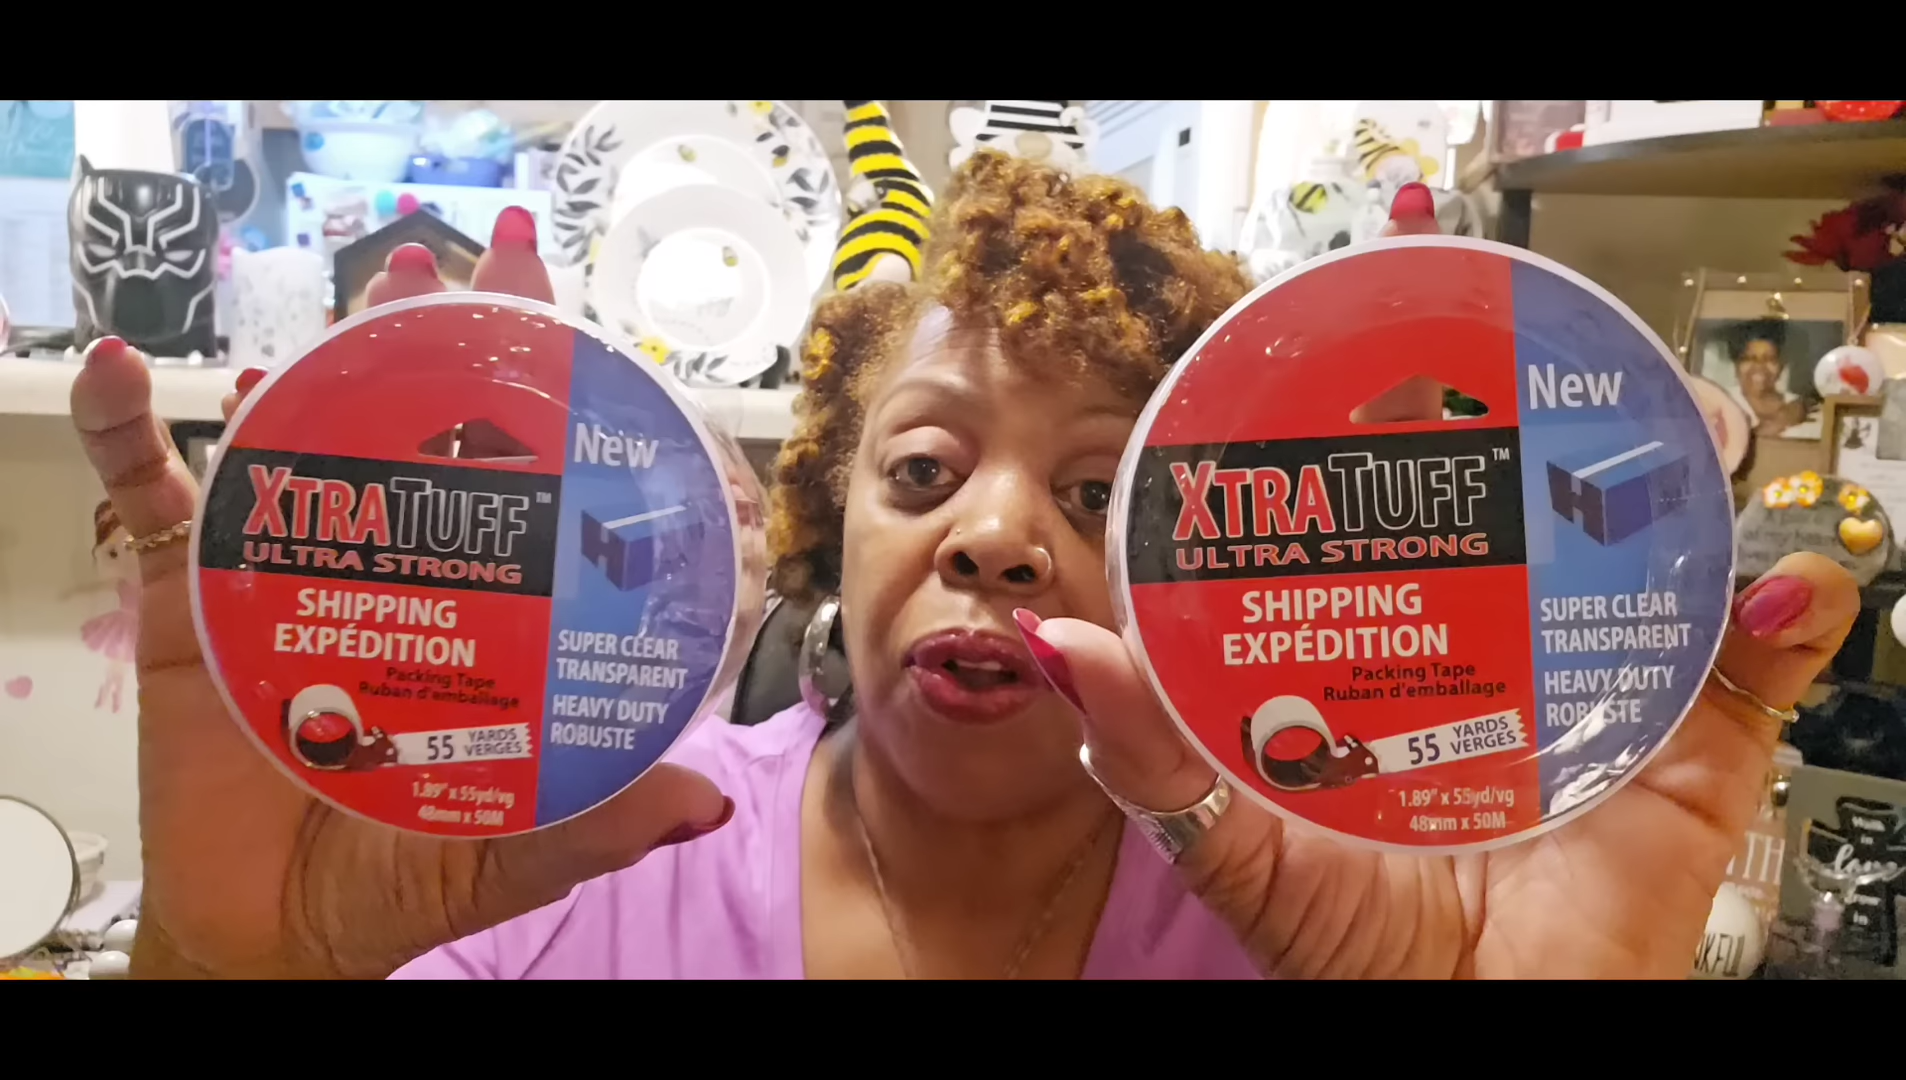 New
XTRATUFF™
ULTRA STRONG
SHIPPING
EXPÉDITION
Packing Tape
Ruban d'emballage
55 YARDS
VERGES
1.89" x 55yd/vg
48mm x 50M
SUPER CLEAR
TRANSPARENT
HEAVY DUTY
ROBUSTE
New
XTRATUFF™
ULTRA STRONG
SHIPPING
EXPÉDITION
Packing Tape
Ruban d'emballage
55 YARDS
VERGES
1.89" x 55yd/vg
48mm x 50M
SUPER CLEAR
TRANSPARENT
HEAVY DUTY
ROBUSTE
love
in